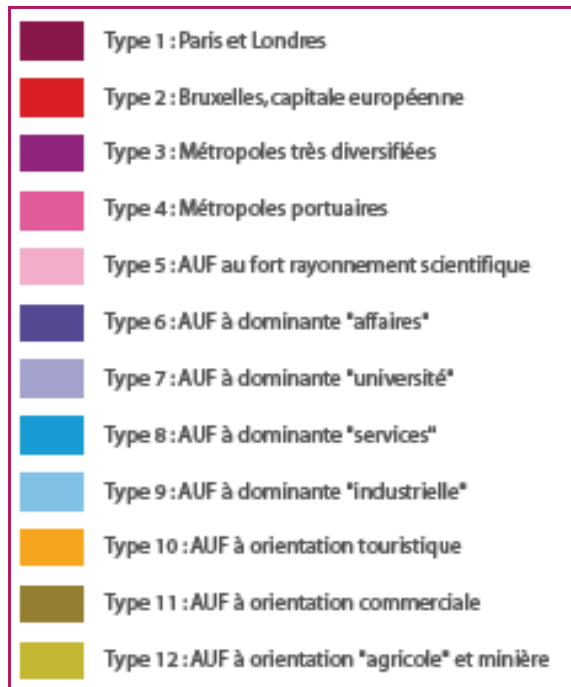 Type 1 : Paris et Londres
Type 2 : Bruxelles, capitale européenne
Type 3 : Métropoles très diversifiées
Type 4 : Métropoles portuaires
Type 5 : AUF au fort rayonnement scientifique
Type 6 : AUF à dominante "affaires"
Type 7 : AUF à dominante "université"
Type 8 : AUF à dominante "services"
Type 9 : AUF à dominante "industrielle"
Type 10 : AUF à orientation touristique
Type 11 : AUF à orientation commerciale
Type 12 : AUF à orientation "agricole" et minière